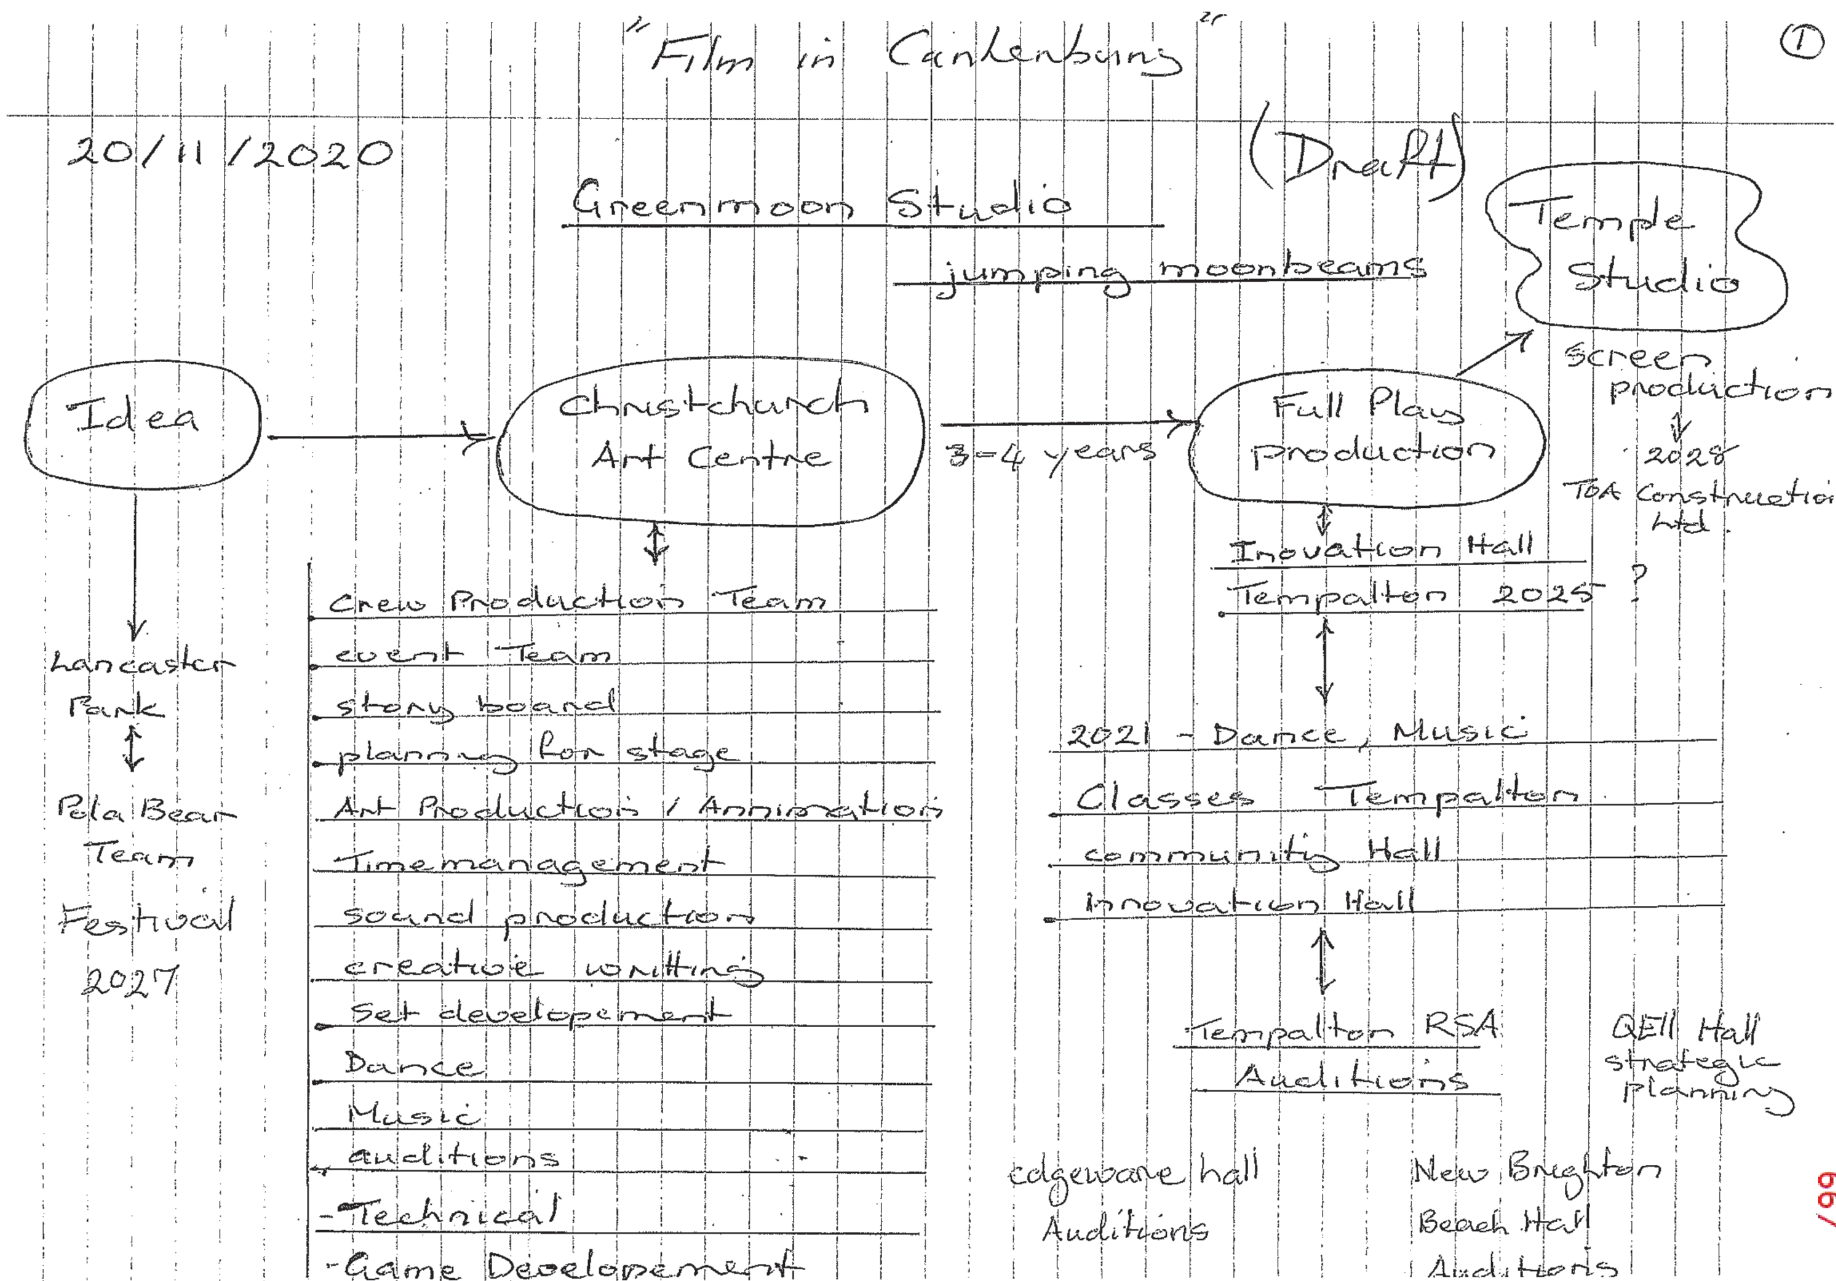 "Film in Canterbury"
1
20/11/2020
(Draft)
Greenmoon Studio
jumping moonbeams
Temple
Studio
screen
production
2028
TOA Construction
Ltd.
Idea
Christchurch
Art Centre
3-4 years
Full Play
production
Inovation Hall
Tempalton 2025 ?
Lancaster
Park
Pola Bear
Team
Festival
2027
crew Production Team
event Team
story board
planning for stage
Art Production / Annimation
Timemanagement
sound production
creative writting
set developement
Dance
Music
auditions
- Technical
- Game Developement
2021 - Dance, Music
Classes Tempalton
community Hall
Innovation Hall
Tempalton RSA
Auditions
QEII Hall
strategic
planning
edgeware hall
Auditions
New Brighton
Beach Hall
Auditions